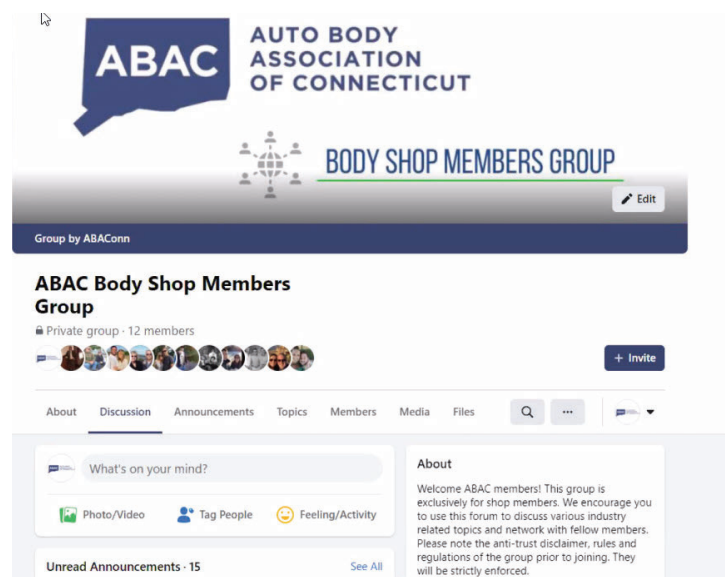 ABAC
AUTO BODY
ASSOCIATION
OF CONNECTICUT
BODY SHOP MEMBERS GROUP
Edit
Group by ABAConn
ABAC Body Shop Members
Group
Private group · 12 members
+ Invite
About Discussion Announcements Topics Members Media Files
What's on your mind?
Photo/Video Tag People Feeling/Activity
Unread Announcements · 15 See All
About
Welcome ABAC members! This group is
exclusively for shop members. We encourage you
to use this forum to discuss various industry
related topics and network with fellow members.
Please note the anti-trust disclaimer, rules and
regulations of the group prior to joining. They
will be strictly enforced.